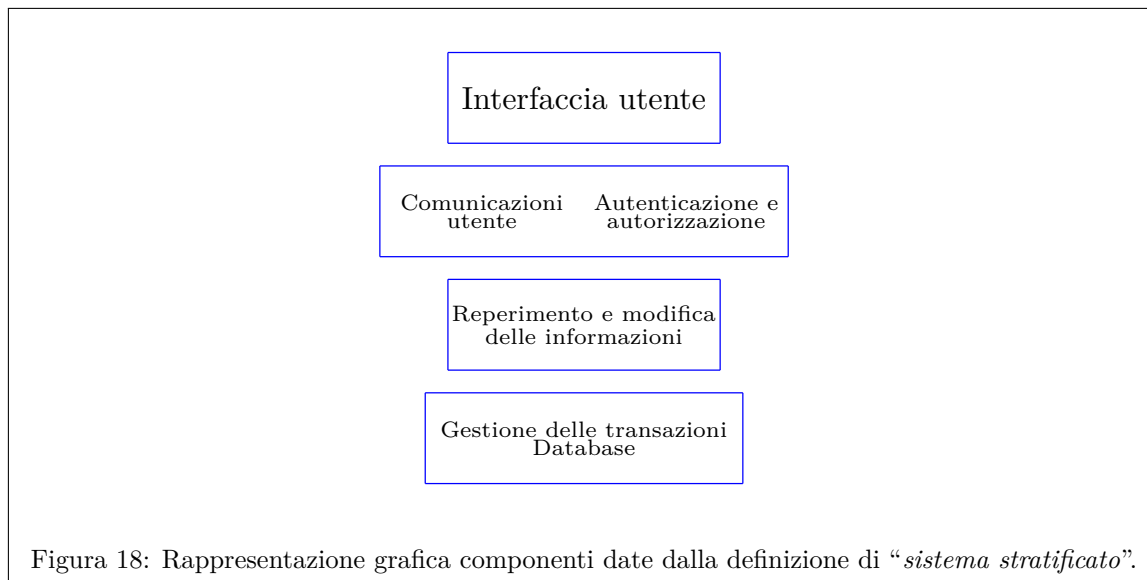 Interfaccia utente
Comunicazioni
utente
Autenticazione e
autorizzazione
Reperimento e modifica
delle informazioni
Gestione delle transazioni
Database
Figura 18: Rappresentazione grafica componenti date dalla definizione di “sistema stratificato”.